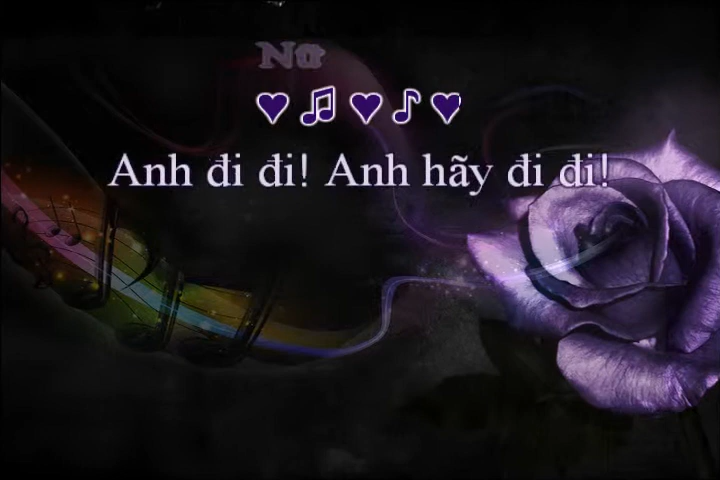 Nữ
♥ ♫ ♥ ♪ ♥
Anh đi đi! Anh hãy đi đi!